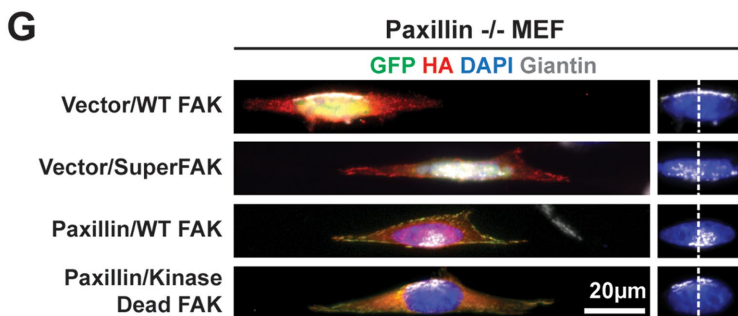 G
Paxillin -/- MEF
GFP HA DAPI Giantin
Vector/WT FAK
Vector/SuperFAK
Paxillin/WT FAK
Paxillin/Kinase
Dead FAK
20µm